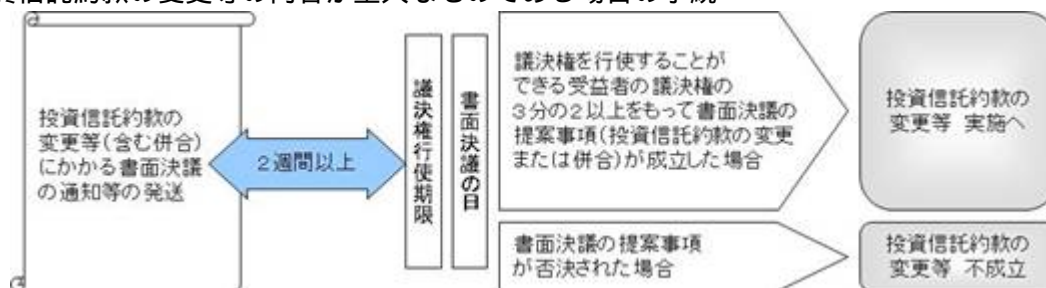 信託約款の変更等の内容が重大なものである場合の手続
投資信託約款の
変更等(含む併合)
にかかる書面決議
の通知等の発送
2週間以上
議決権行使期限
書面決議の日
議決権を行使することが
できる受益者の議決権の
3分の2以上をもって書面決議の
提案事項(投資信託約款の変更
または併合)が成立した場合
投資信託約款の
変更等 実施へ
書面決議の提案事項
が否決された場合
投資信託約款の
変更等 不成立